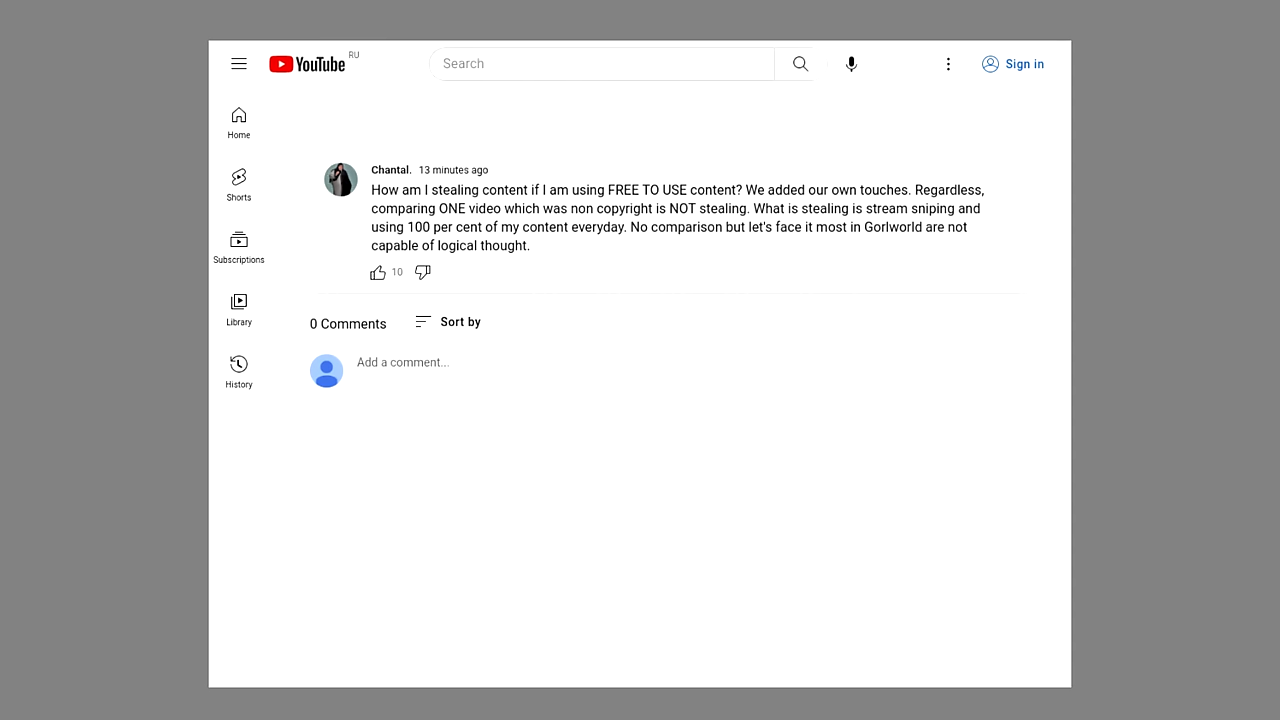 YouTube RU
Search
Sign in
Home
Shorts
Subscriptions
Library
History
Chantal. 13 minutes ago
How am I stealing content if I am using FREE TO USE content? We added our own touches. Regardless,
comparing ONE video which was non copyright is NOT stealing. What is stealing is stream sniping and
using 100 per cent of my content everyday. No comparison but let's face it most in Gorlworld are not
capable of logical thought.
10
0 Comments
Sort by
Add a comment...